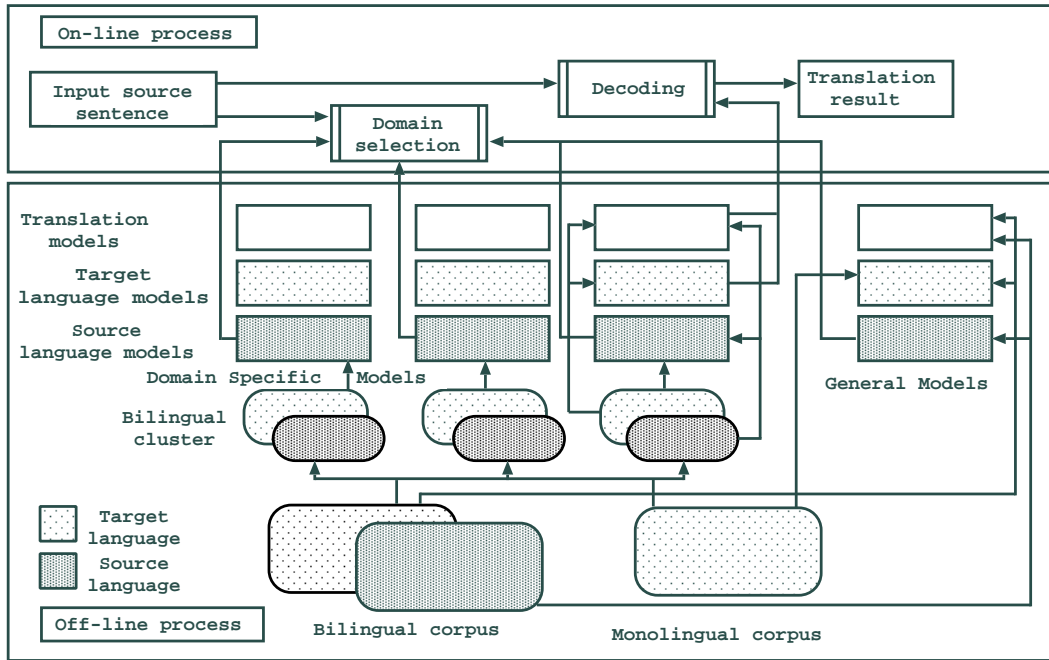 On-line process
Input source
sentence
Decoding
Translation
result
Domain
selection
Translation
models
Target
language models
Source
language models
Domain Specific Models
General Models
Bilingual
cluster
Target
language
Source
language
Off-line process
Bilingual corpus
Monolingual corpus